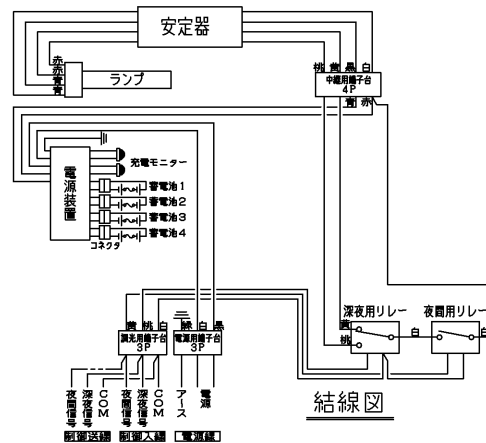 安定器
赤
赤
青
青
ランプ
桃 黄 黒 白
中継用端子台
4P
青 赤
電源装置
充電モニター
蓄電池1
蓄電池2
蓄電池3
蓄電池4
コネクタ
黄 桃 白
調光用端子台
3P
緑 白 黒
電源用端子台
3P
深夜用リレー
夜間用リレー
黄
桃
白
白
夜間信号
深夜信号
COM
夜間信号
深夜信号
COM
アース
電源
制御送線
制御入線
電源線
結線図